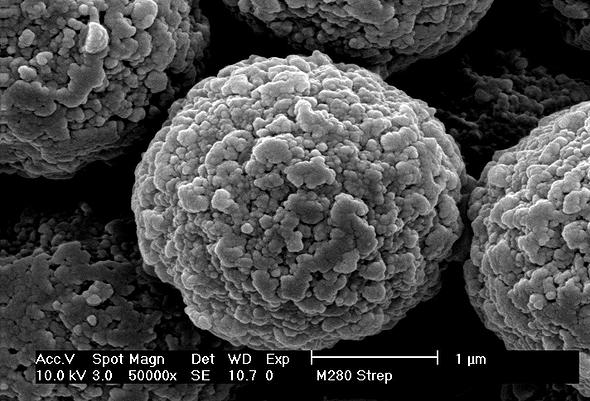 Acc.V Spot Magn Det WD Exp 1 µm
10.0 kV 3.0 50000x SE 10.7 0 M280 Strep